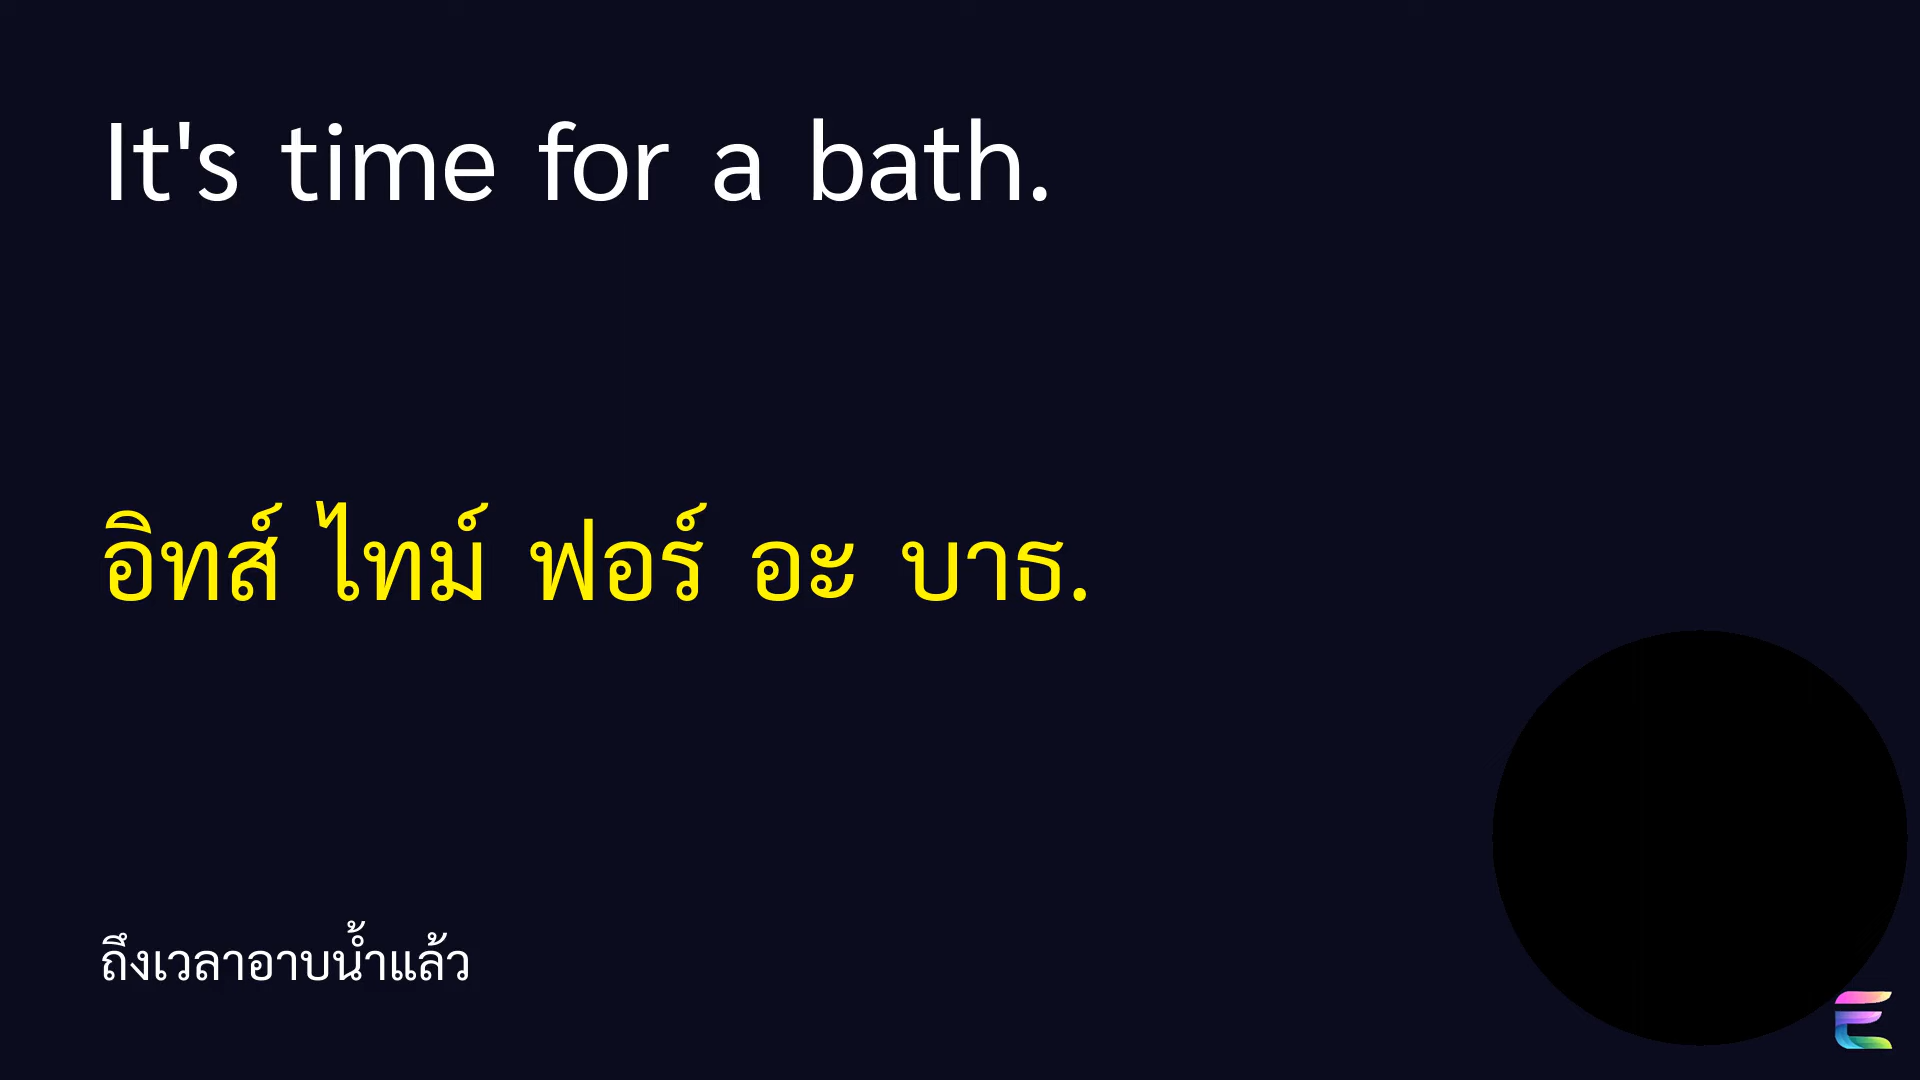 It's time for a bath.
อิทส์ ไทม์ ฟอร์ อะ บาธ.
ถึงเวลาอาบน้ำแล้ว